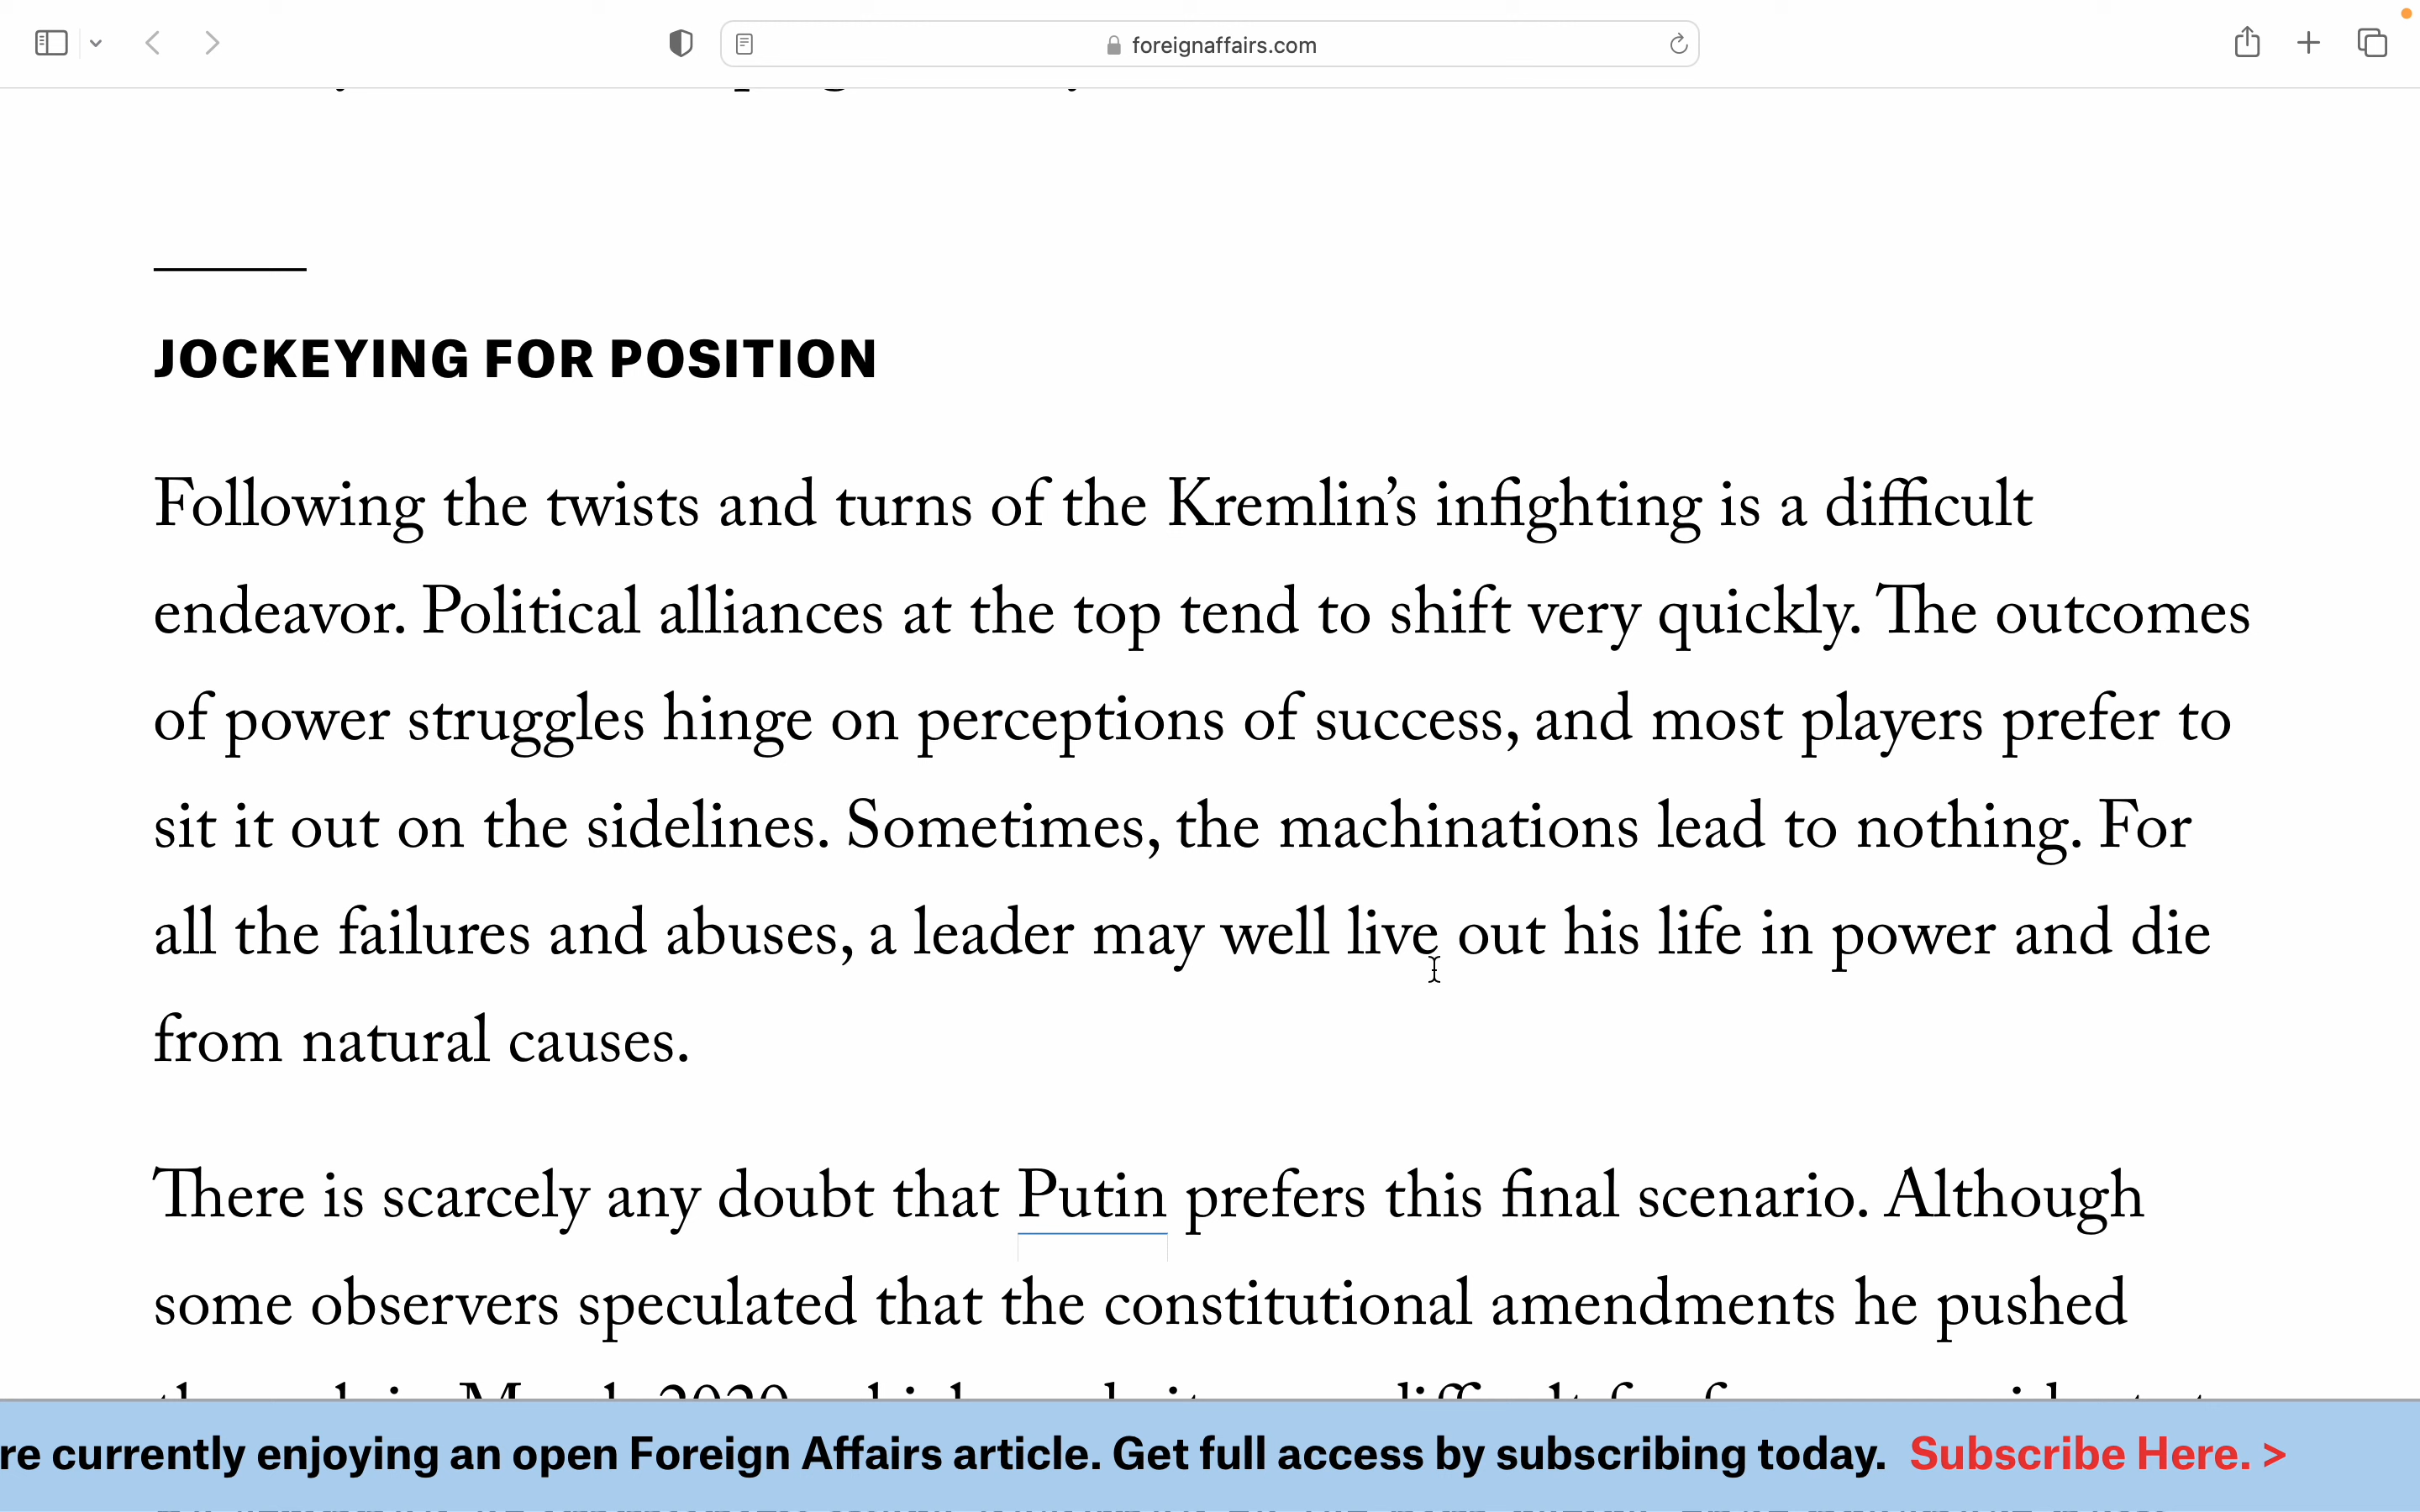 foreignaffairs.com
JOCKEYING FOR POSITION
Following the twists and turns of the Kremlin’s infighting is a difficult
endeavor. Political alliances at the top tend to shift very quickly. The outcomes
of power struggles hinge on perceptions of success, and most players prefer to
sit it out on the sidelines. Sometimes, the machinations lead to nothing. For
all the failures and abuses, a leader may well live out his life in power and die
from natural causes.
There is scarcely any doubt that Putin prefers this final scenario. Although
some observers speculated that the constitutional amendments he pushed
re currently enjoying an open Foreign Affairs article. Get full access by subscribing today. Subscribe Here. >